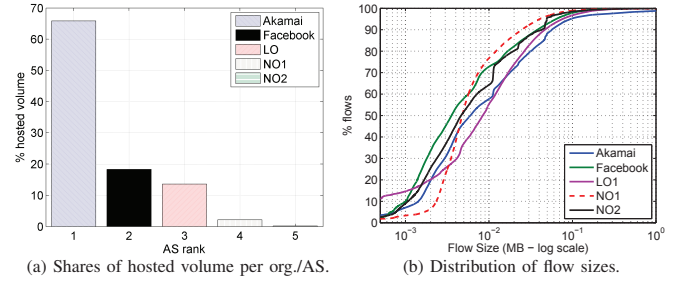 70
60
50
40
30
20
10
0
% hosted volume
1 2 3 4 5
AS rank
Akamai
Facebook
LO
NO1
NO2
(a) Shares of hosted volume per org./AS.
100
90
80
70
60
50
40
30
20
10
0
% flows
10⁻³ 10⁻² 10⁻¹ 10⁰
Flow Size (MB − log scale)
Akamai
Facebook
LO1
NO1
NO2
(b) Distribution of flow sizes.